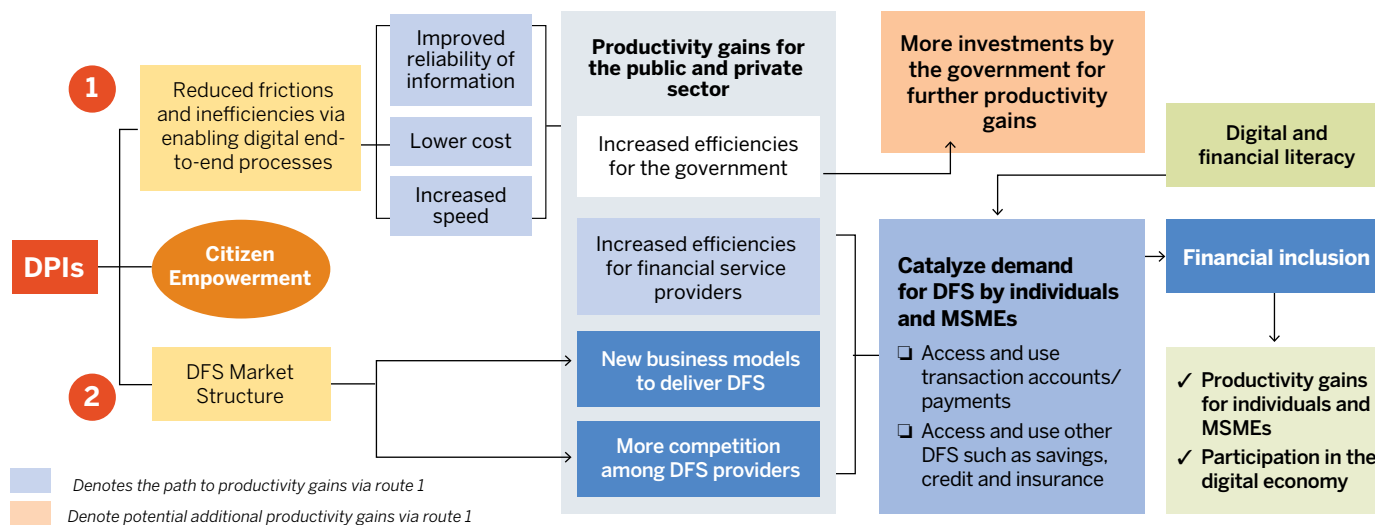 1
Reduced frictions
and inefficiencies via
enabling digital end-
to-end processes
Improved
reliability of
information
Lower cost
Increased
speed
Productivity gains for
the public and private
sector
Increased efficiencies
for the government
Increased efficiencies
for financial service
providers
New business models
to deliver DFS
More competition
among DFS providers
More investments by
the government for
further productivity
gains
Digital and
financial literacy
DPIs
Citizen
Empowerment
2
DFS Market
Structure
Catalyze demand
for DFS by individuals
and MSMEs
❏ Access and use
transaction accounts/
payments
❏ Access and use other
DFS such as savings,
credit and insurance
Financial inclusion
✓ Productivity gains
for individuals and
MSMEs
✓ Participation in the
digital economy
Denotes the path to productivity gains via route 1
Denote potential additional productivity gains via route 1